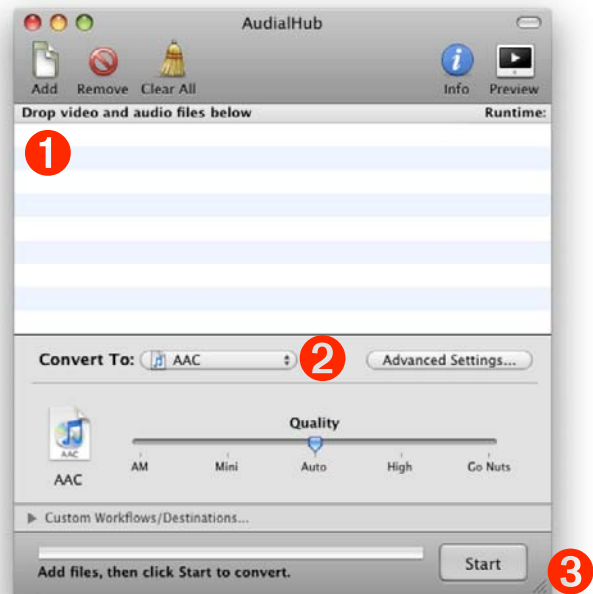 AudialHub
Add Remove Clear All Info Preview
Drop video and audio files below Runtime:
1
Convert To: AAC 2 Advanced Settings...
Quality
AAC
AM Mini Auto High Go Nuts
AAC
Custom Workflows/Destinations...
Add files, then click Start to convert.
Start
3